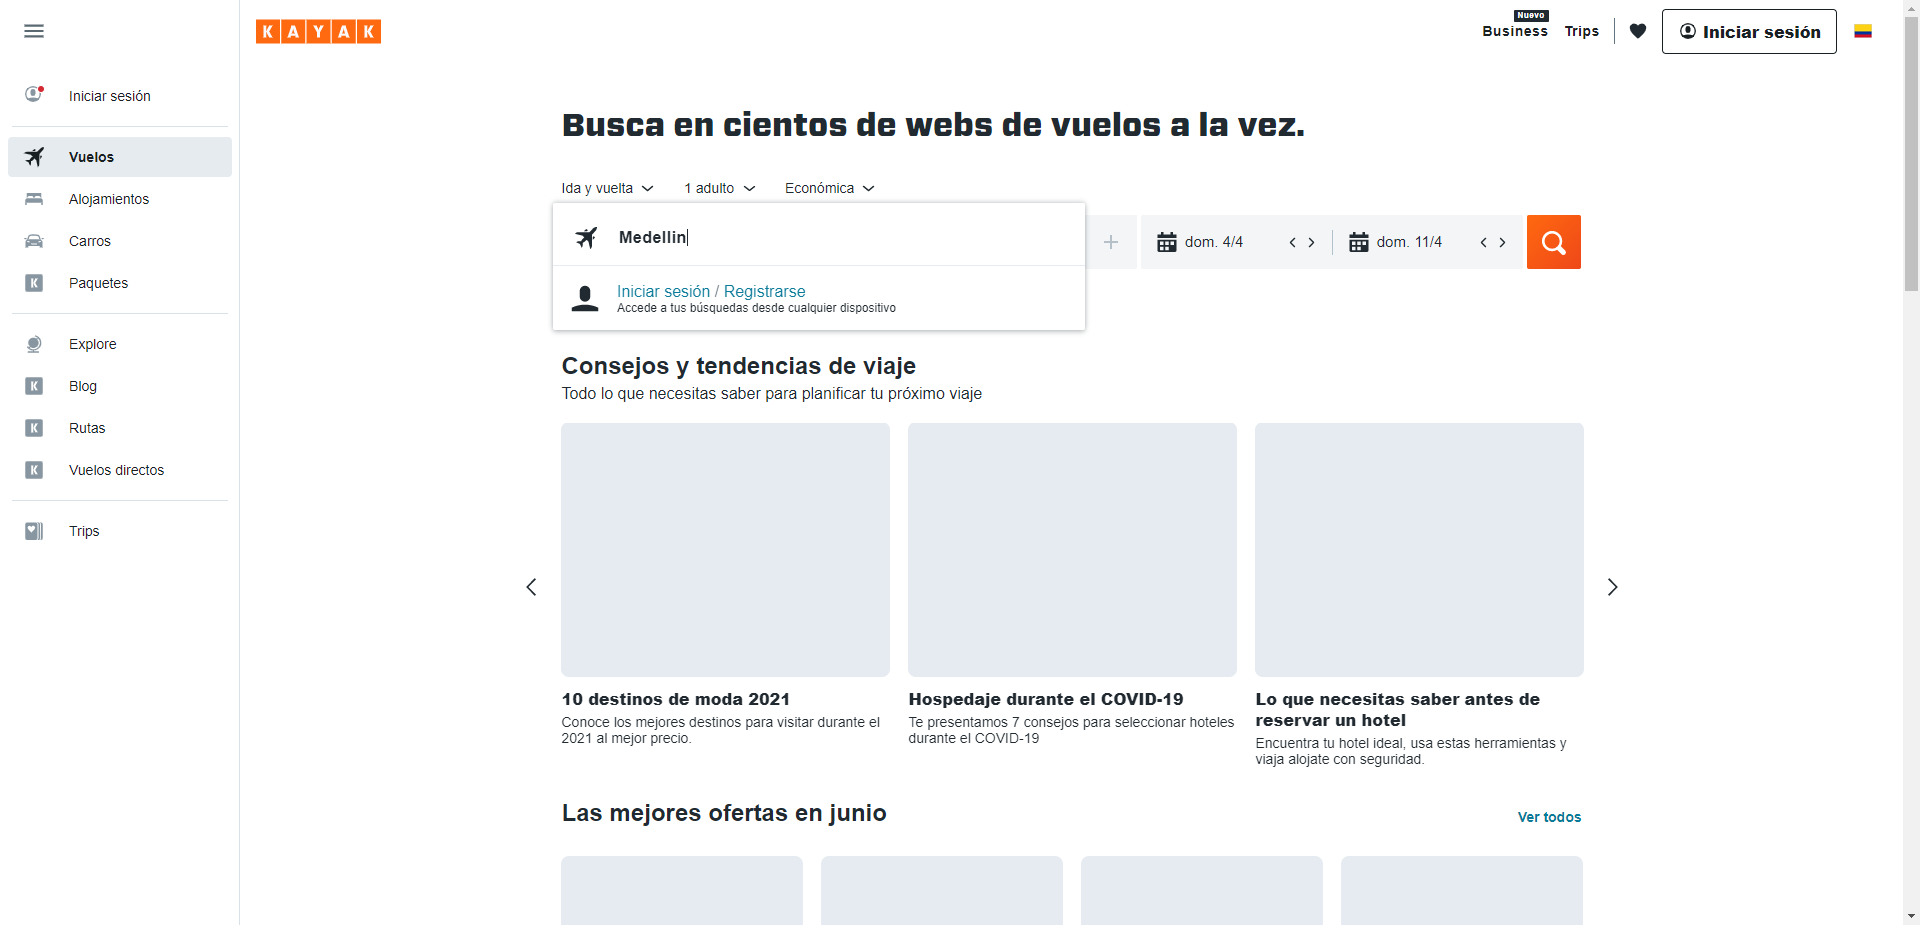 KAYAK
Nuevo
Business
Trips
Iniciar sesión
Iniciar sesión
Vuelos
Alojamientos
Carros
K
Paquetes
Explore
K
Blog
K
Rutas
K
Vuelos directos
Trips
Busca en cientos de webs de vuelos a la vez.
Ida y vuelta
1 adulto
Económica
Medellin
dom. 4/4
dom. 11/4
Iniciar sesión / Registrarse
Accede a tus búsquedas desde cualquier dispositivo
Consejos y tendencias de viaje
Todo lo que necesitas saber para planificar tu próximo viaje
10 destinos de moda 2021
Conoce los mejores destinos para visitar durante el
2021 al mejor precio.
Hospedaje durante el COVID-19
Te presentamos 7 consejos para seleccionar hoteles
durante el COVID-19
Lo que necesitas saber antes de
reservar un hotel
Encuentra tu hotel ideal, usa estas herramientas y
viaja alojate con seguridad.
Las mejores ofertas en junio
Ver todos